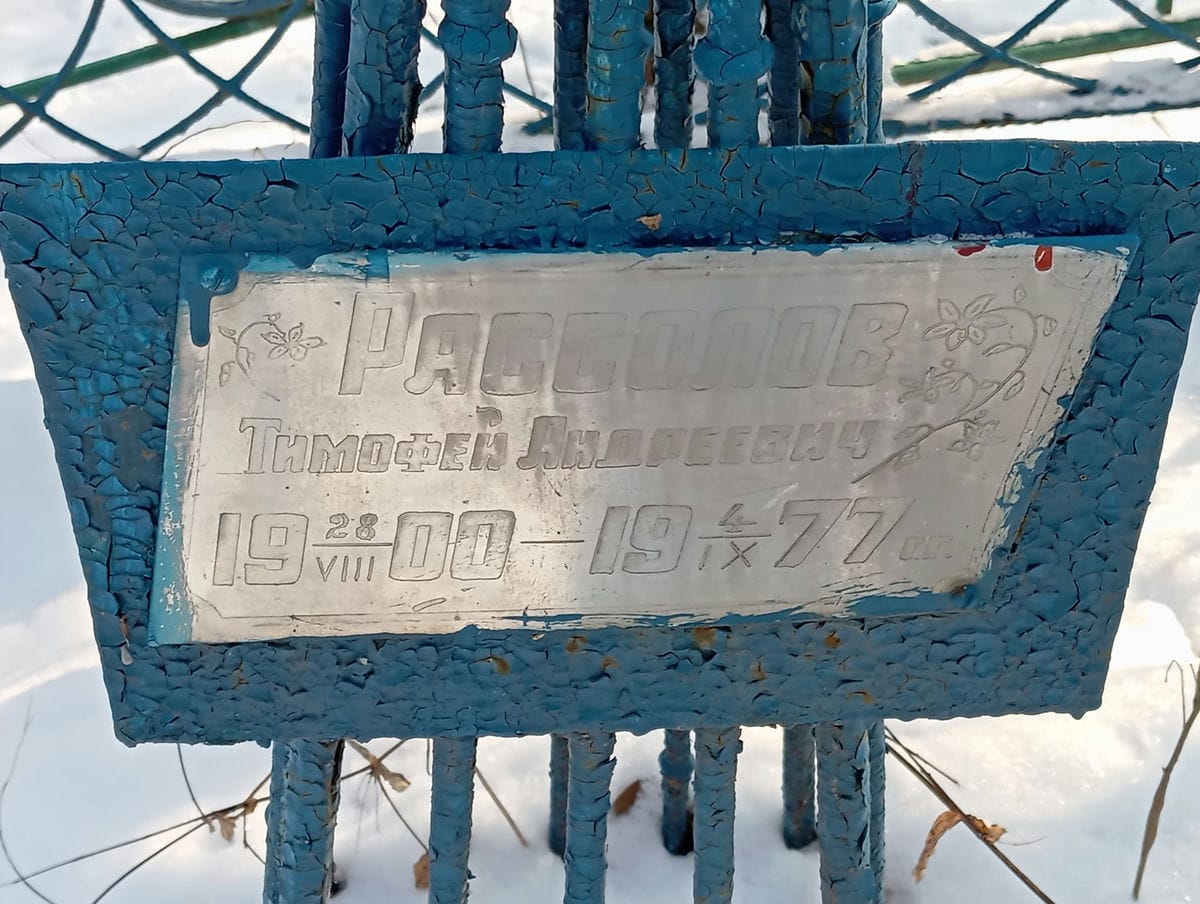 Рассолов
Тимофей Андреевич
19 28/VIII 00 — 19 4/IX 77 гг.